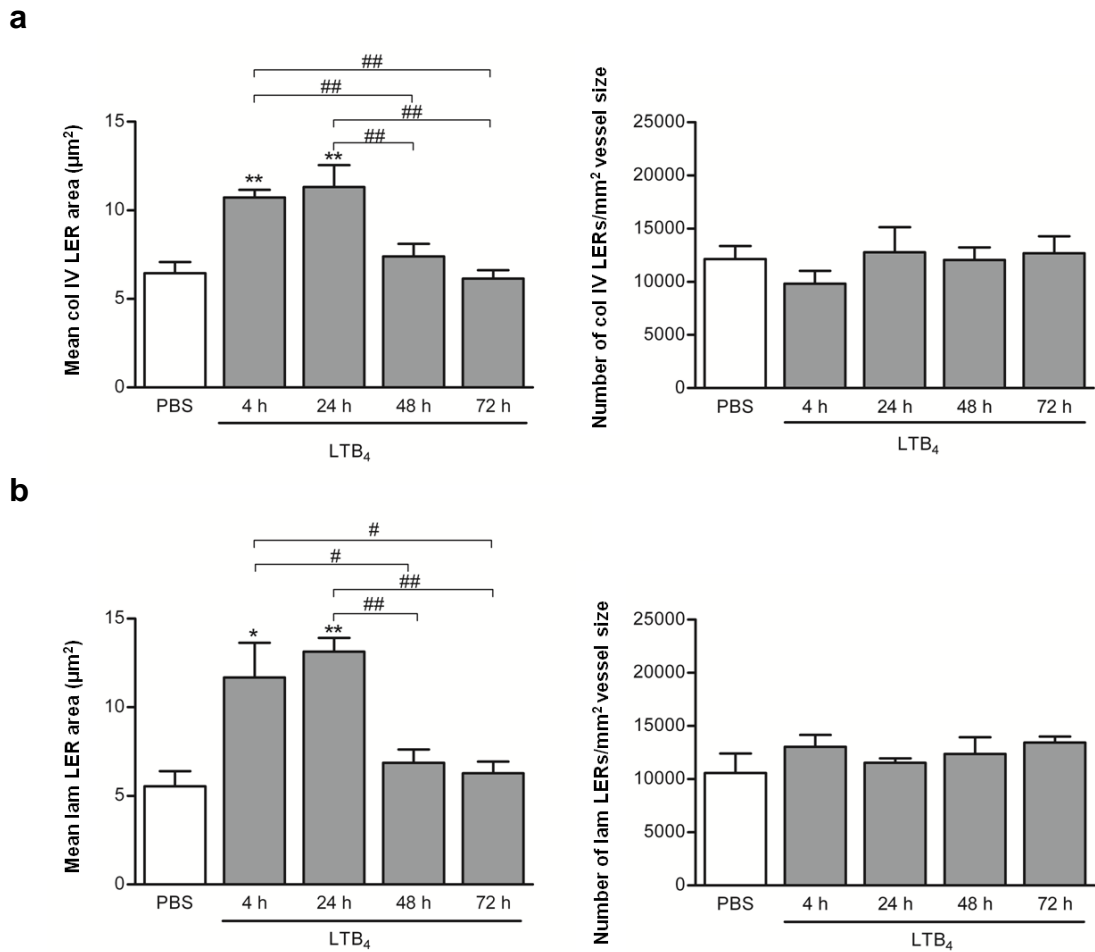 a
##
##
##
##
**
**
Mean col IV LER area (µm²)
15
10
5
0
PBS 4 h 24 h 48 h 72 h
LTB₄
Number of col IV LERs/mm² vessel size
25000
20000
15000
10000
5000
0
PBS 4 h 24 h 48 h 72 h
LTB₄
b
#
#
##
##
*
**
Mean lam LER area (µm²)
15
10
5
0
PBS 4 h 24 h 48 h 72 h
LTB₄
Number of lam LERs/mm² vessel size
25000
20000
15000
10000
5000
0
PBS 4 h 24 h 48 h 72 h
LTB₄